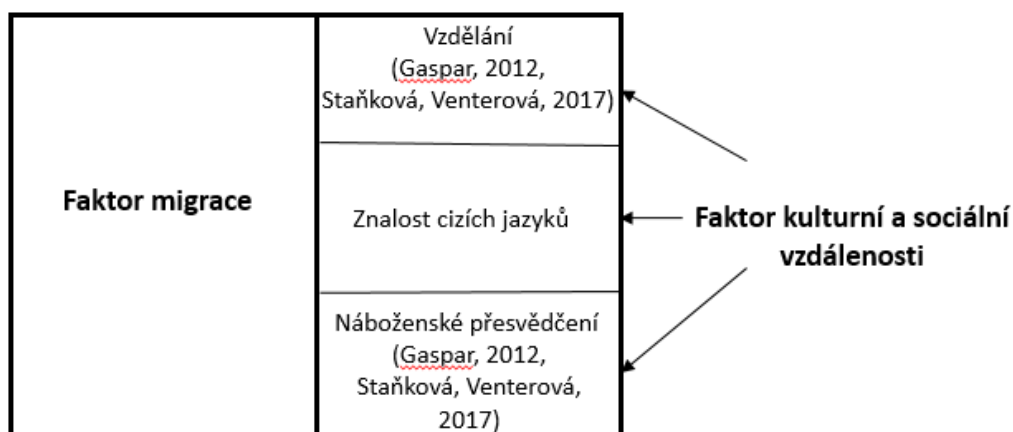 Vzdělání
(Gaspar, 2012,
Staňková, Venterová, 2017)
Faktor migrace
Znalost cizích jazyků
Faktor kulturní a sociální
vzdálenosti
Náboženské přesvědčení
(Gaspar, 2012,
Staňková, Venterová,
2017)